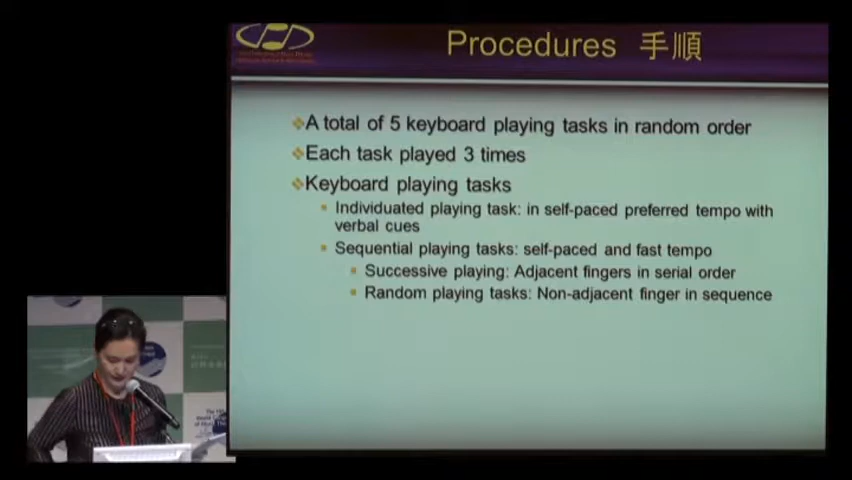 Procedures 手順
A total of 5 keyboard playing tasks in random order
Each task played 3 times
Keyboard playing tasks
Individuated playing task: in self-paced preferred tempo with
verbal cues
Sequential playing tasks: self-paced and fast tempo
Successive playing: Adjacent fingers in serial order
Random playing tasks: Non-adjacent finger in sequence